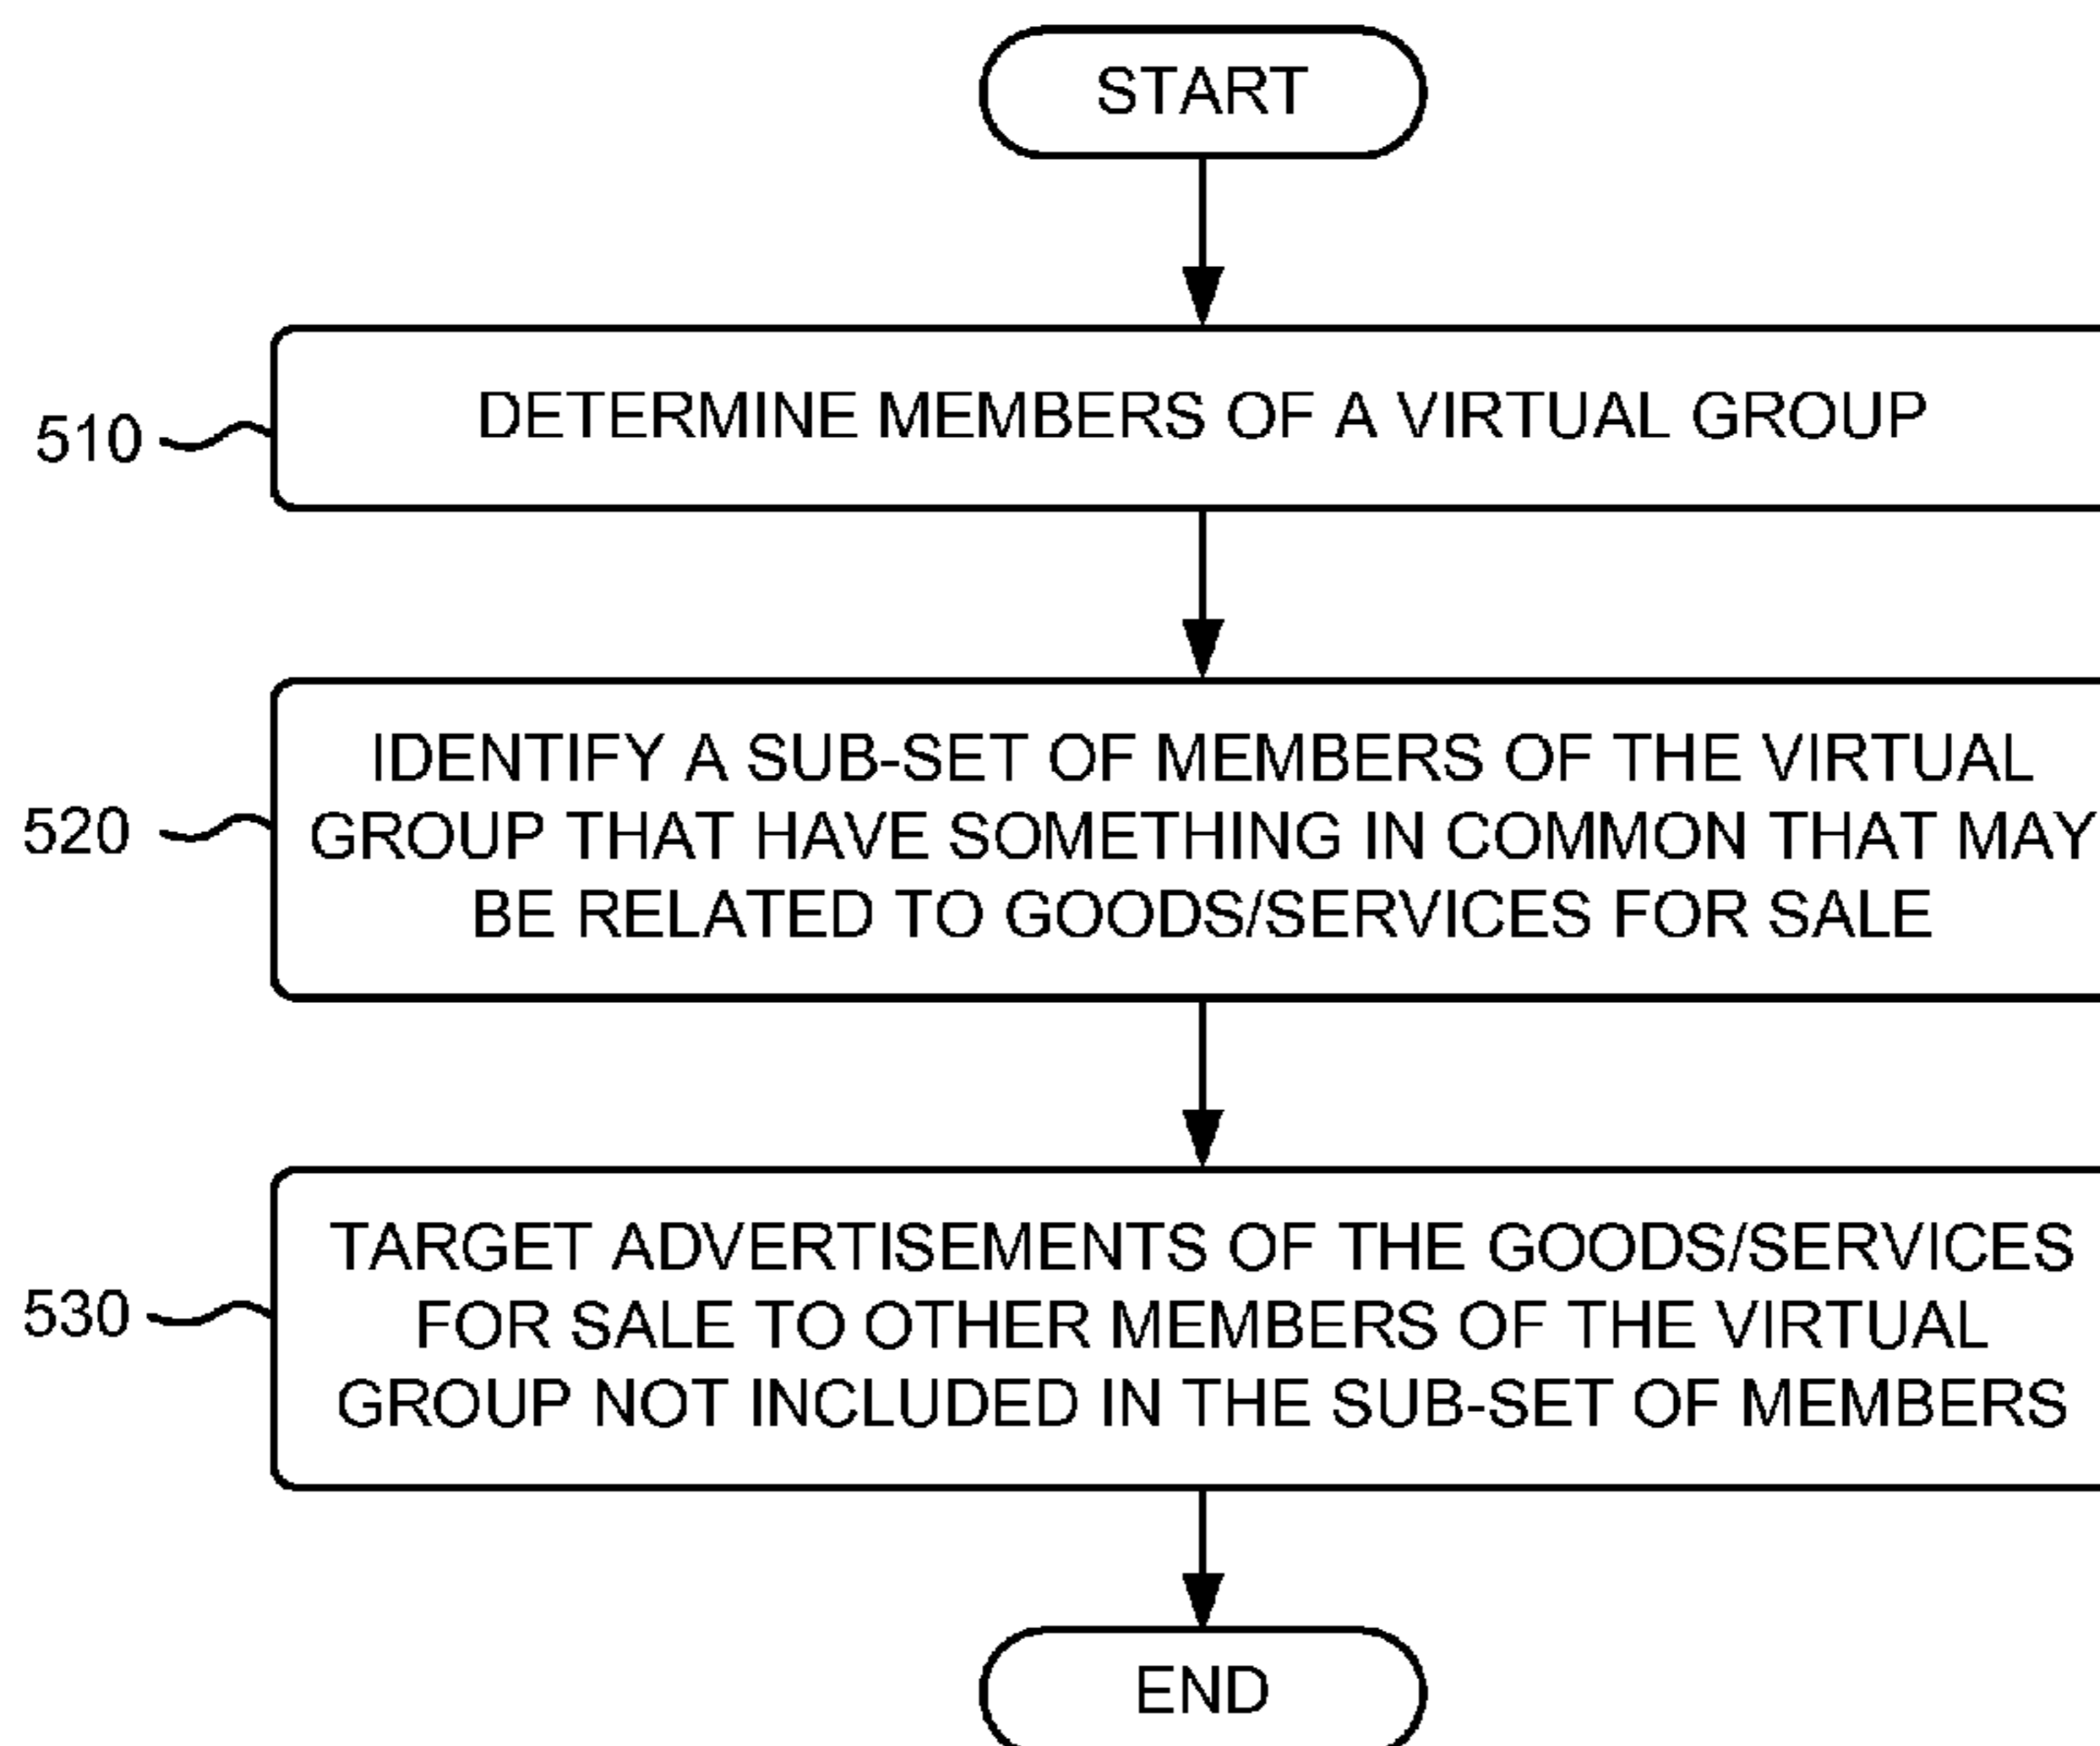 START
510
DETERMINE MEMBERS OF A VIRTUAL GROUP
520
IDENTIFY A SUB-SET OF MEMBERS OF THE VIRTUAL
GROUP THAT HAVE SOMETHING IN COMMON THAT MAY
BE RELATED TO GOODS/SERVICES FOR SALE
530
TARGET ADVERTISEMENTS OF THE GOODS/SERVICES
FOR SALE TO OTHER MEMBERS OF THE VIRTUAL
GROUP NOT INCLUDED IN THE SUB-SET OF MEMBERS
END